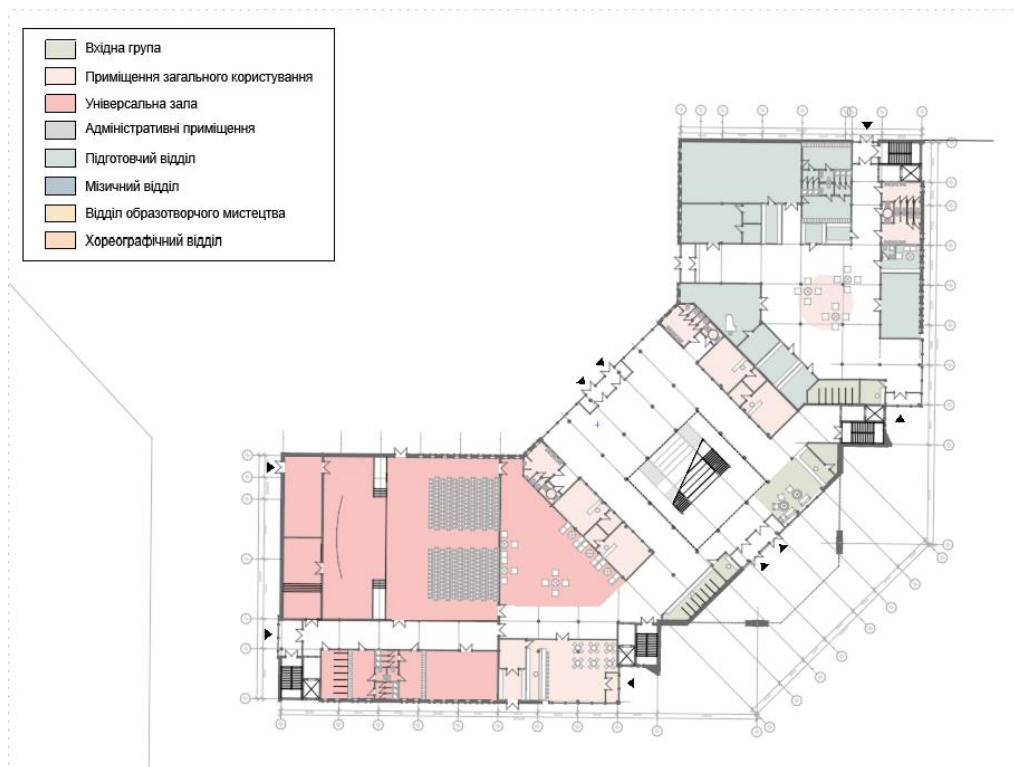 Вхідна група
Приміщення загального користування
Універсальна зала
Адміністративні приміщення
Підготовчий відділ
Мізичний відділ
Відділ образотворчого мистецтва
Хореографічний відділ